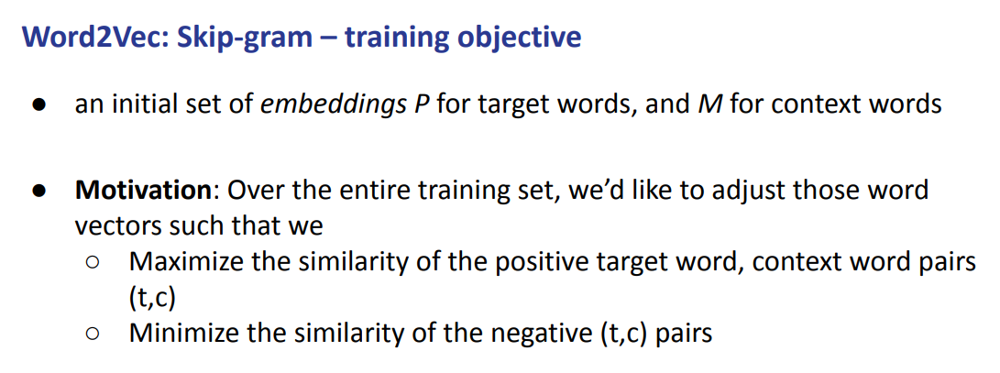 Word2Vec: Skip-gram – training objective
● an initial set of embeddings P for target words, and M for context words
● Motivation: Over the entire training set, we’d like to adjust those word
vectors such that we
○ Maximize the similarity of the positive target word, context word pairs
(t,c)
○ Minimize the similarity of the negative (t,c) pairs